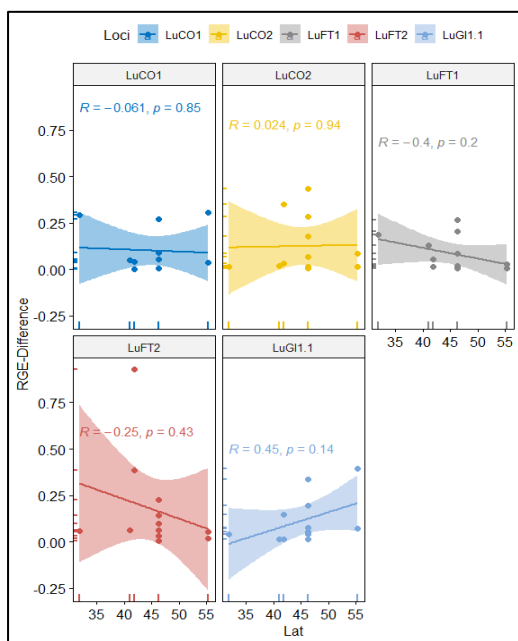 Loci LuCO1 LuCO2 LuFT1 LuFT2 LuGI1.1
LuCO1 LuCO2 LuFT1
R = −0.061, p = 0.85
R = 0.024, p = 0.94
R = −0.4, p = 0.2
0.75
0.50
0.25
0.00
-0.25
35 40 45 50 55
LuFT2 LuGI1.1
R = −0.25, p = 0.43
R = 0.45, p = 0.14
0.75
0.50
0.25
0.00
-0.25
35 40 45 50 55 35 40 45 50 55
Lat
RGE-Difference